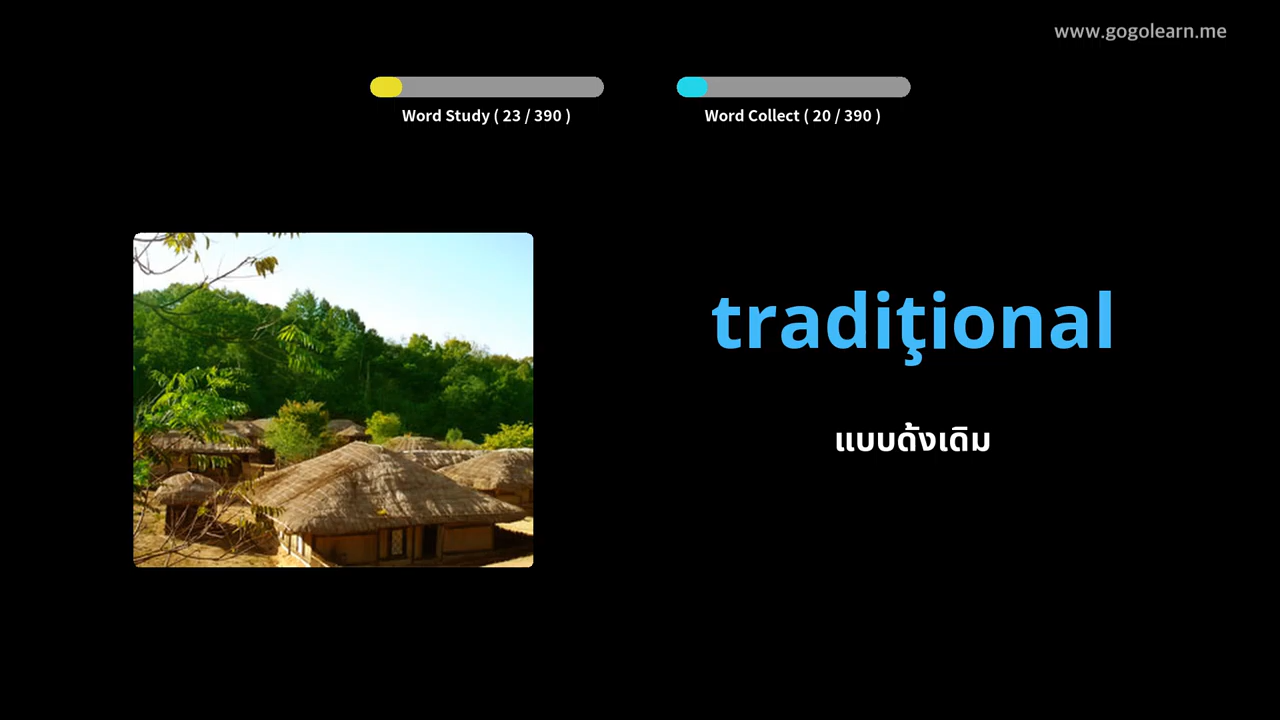 www.gogolearn.me
Word Study ( 23 / 390 )
Word Collect ( 20 / 390 )
tradiţional
แบบดั้งเดิม